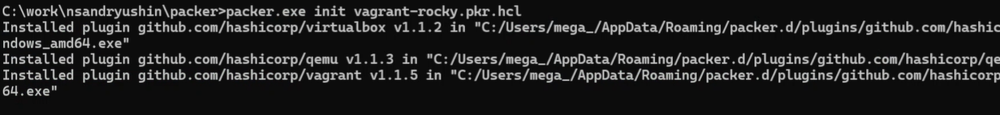 C:\work\nsandryushin\packer>packer.exe init vagrant-rocky.pkr.hcl
Installed plugin github.com/hashicorp/virtualbox v1.1.2 in "C:/Users/mega_/AppData/Roaming/packer.d/plugins/github.com/hashic
ndows_amd64.exe"
Installed plugin github.com/hashicorp/qemu v1.1.3 in "C:/Users/mega_/AppData/Roaming/packer.d/plugins/github.com/hashicorp/qe
Installed plugin github.com/hashicorp/vagrant v1.1.5 in "C:/Users/mega_/AppData/Roaming/packer.d/plugins/github.com/hashicorp
64.exe"